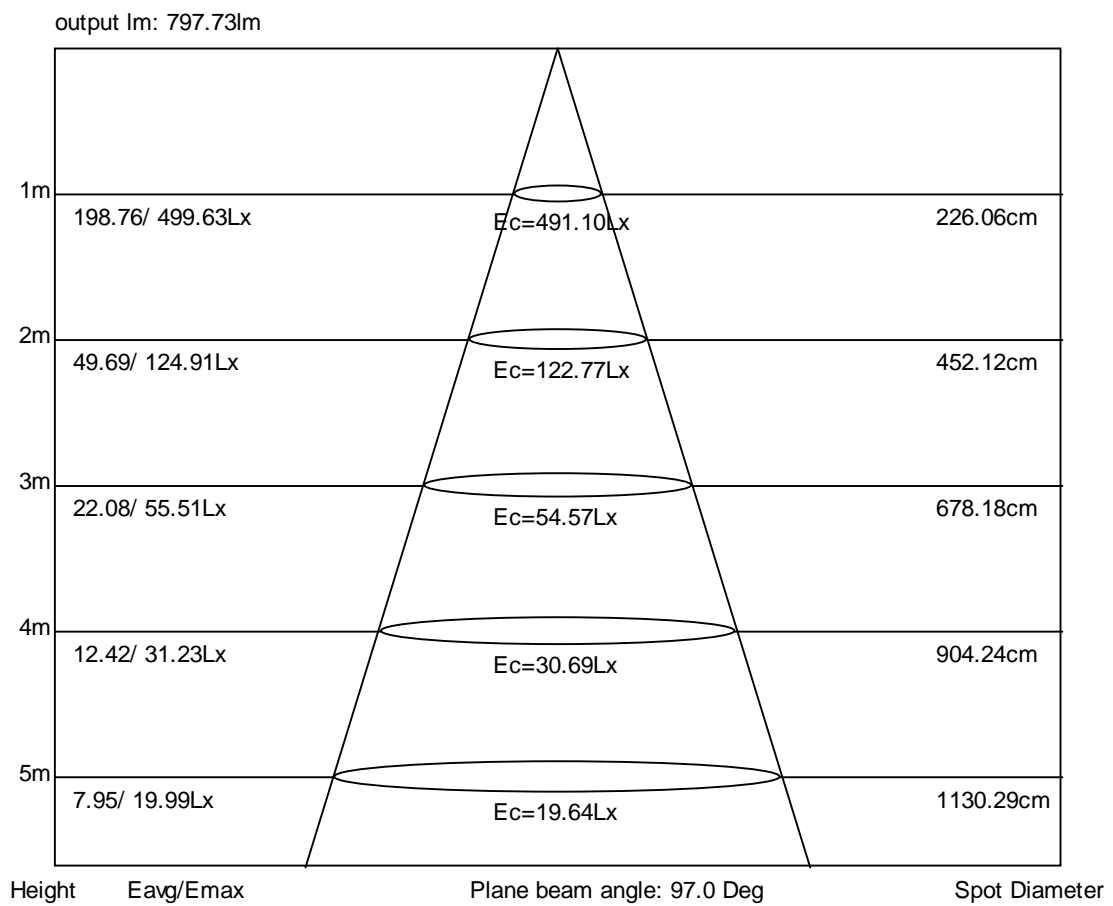 output lm: 797.73lm
1m
198.76/ 499.63Lx
Ec=491.10Lx
226.06cm
2m
49.69/ 124.91Lx
Ec=122.77Lx
452.12cm
3m
22.08/ 55.51Lx
Ec=54.57Lx
678.18cm
4m
12.42/ 31.23Lx
Ec=30.69Lx
904.24cm
5m
7.95/ 19.99Lx
Ec=19.64Lx
1130.29cm
Height Eavg/Emax Plane beam angle: 97.0 Deg Spot Diameter